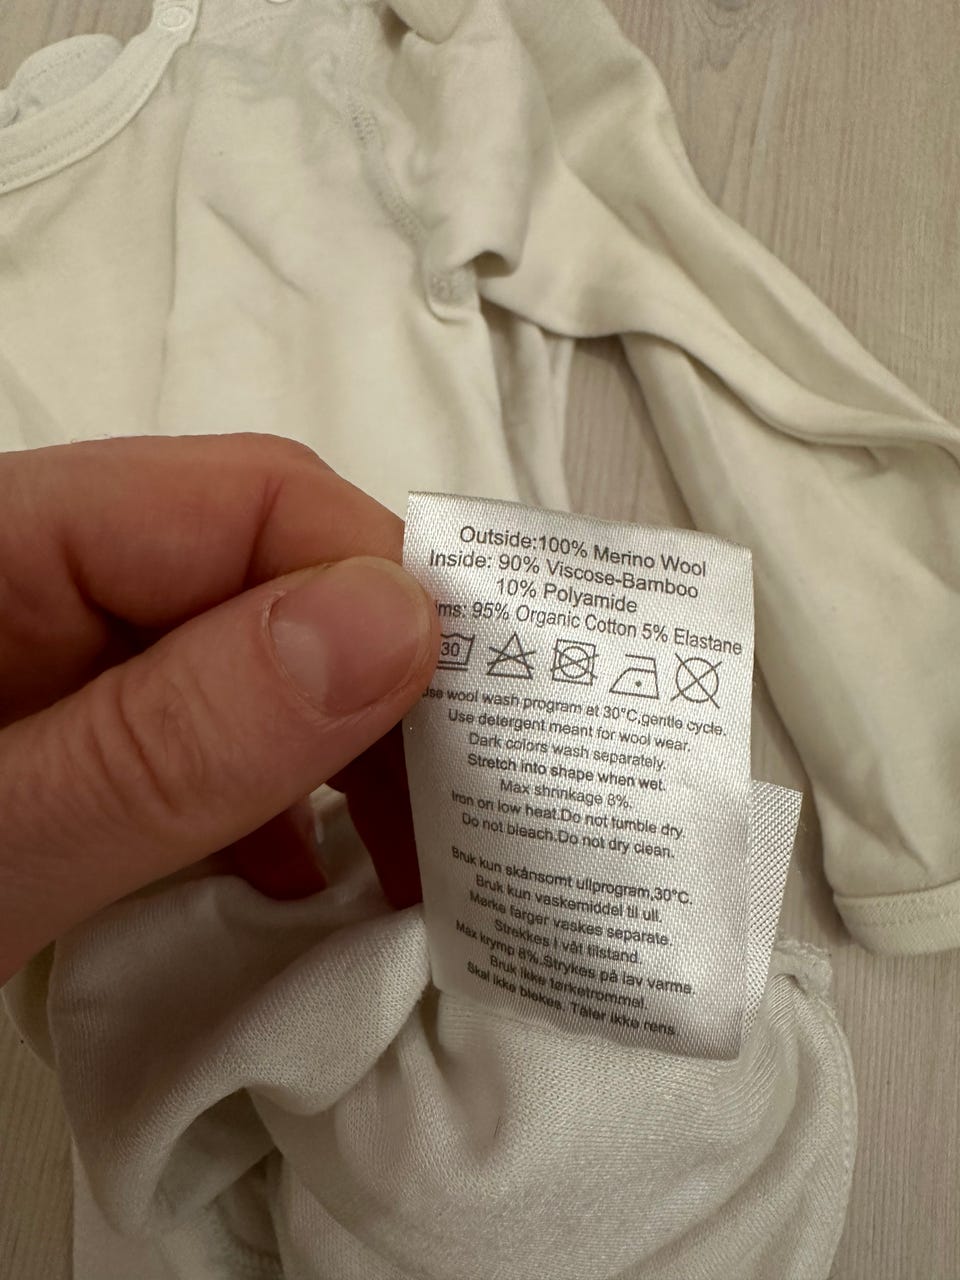 Outside:100% Merino Wool
Inside: 90% Viscose-Bamboo
10% Polyamide
95% Organic Cotton 5% Elastane
30
use wool wash program at 30°C,gentle cycle.
Use detergent meant for wool wear.
Dark colors wash separately.
Stretch into shape when wet.
Max shrinkage 8%.
Iron on low heat.Do not tumble dry.
Do not bleach.Do not dry clean.
Bruk kun skånsomt ullprogram,30°C.
Bruk kun vaskemiddel til ull.
Mørke farger vaskes separate.
Strekkes i våt tilstand.
Max krymp 8%.Strykes på lav varme.
Bruk ikke tørketrommel.
Skal ikke blekes. Tåler ikke rens